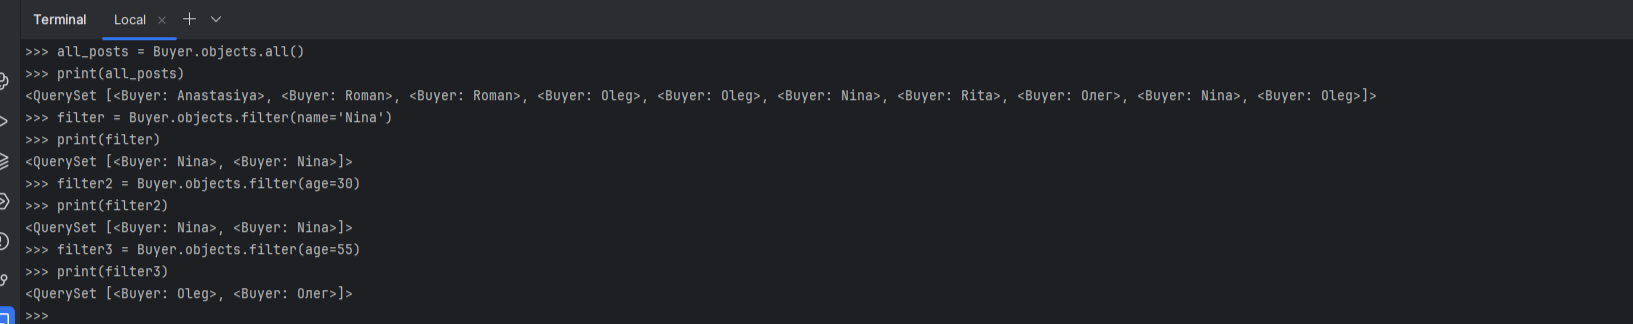 Terminal Local
>>> all_posts = Buyer.objects.all()
>>> print(all_posts)
<QuerySet [<Buyer: Anastasiya>, <Buyer: Roman>, <Buyer: Roman>, <Buyer: Oleg>, <Buyer: Oleg>, <Buyer: Nina>, <Buyer: Rita>, <Buyer: Олег>, <Buyer: Nina>, <Buyer: Oleg>]>
>>> filter = Buyer.objects.filter(name='Nina')
>>> print(filter)
<QuerySet [<Buyer: Nina>, <Buyer: Nina>]>
>>> filter2 = Buyer.objects.filter(age=30)
>>> print(filter2)
<QuerySet [<Buyer: Nina>, <Buyer: Nina>]>
>>> filter3 = Buyer.objects.filter(age=55)
>>> print(filter3)
<QuerySet [<Buyer: Oleg>, <Buyer: Олег>]>
>>>